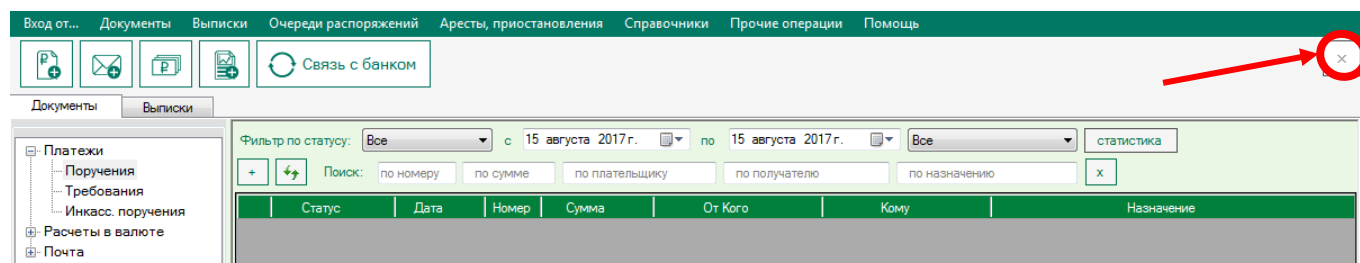 Вход от... Документы Выписки Очереди распоряжений Аресты, приостановления Справочники Прочие операции Помощь
Связь с банком
Документы Выписки
Фильтр по статусу: Все с 15 августа 2017 г. по 15 августа 2017 г. Все статистика
Платежи
Поручения
+ Поиск: по номеру по сумме по плательщику по получателю по назначению x
Требования
Инкасс. поручения
Статус Дата Номер Сумма От Кого Кому Назначение
Расчеты в валюте
Почта